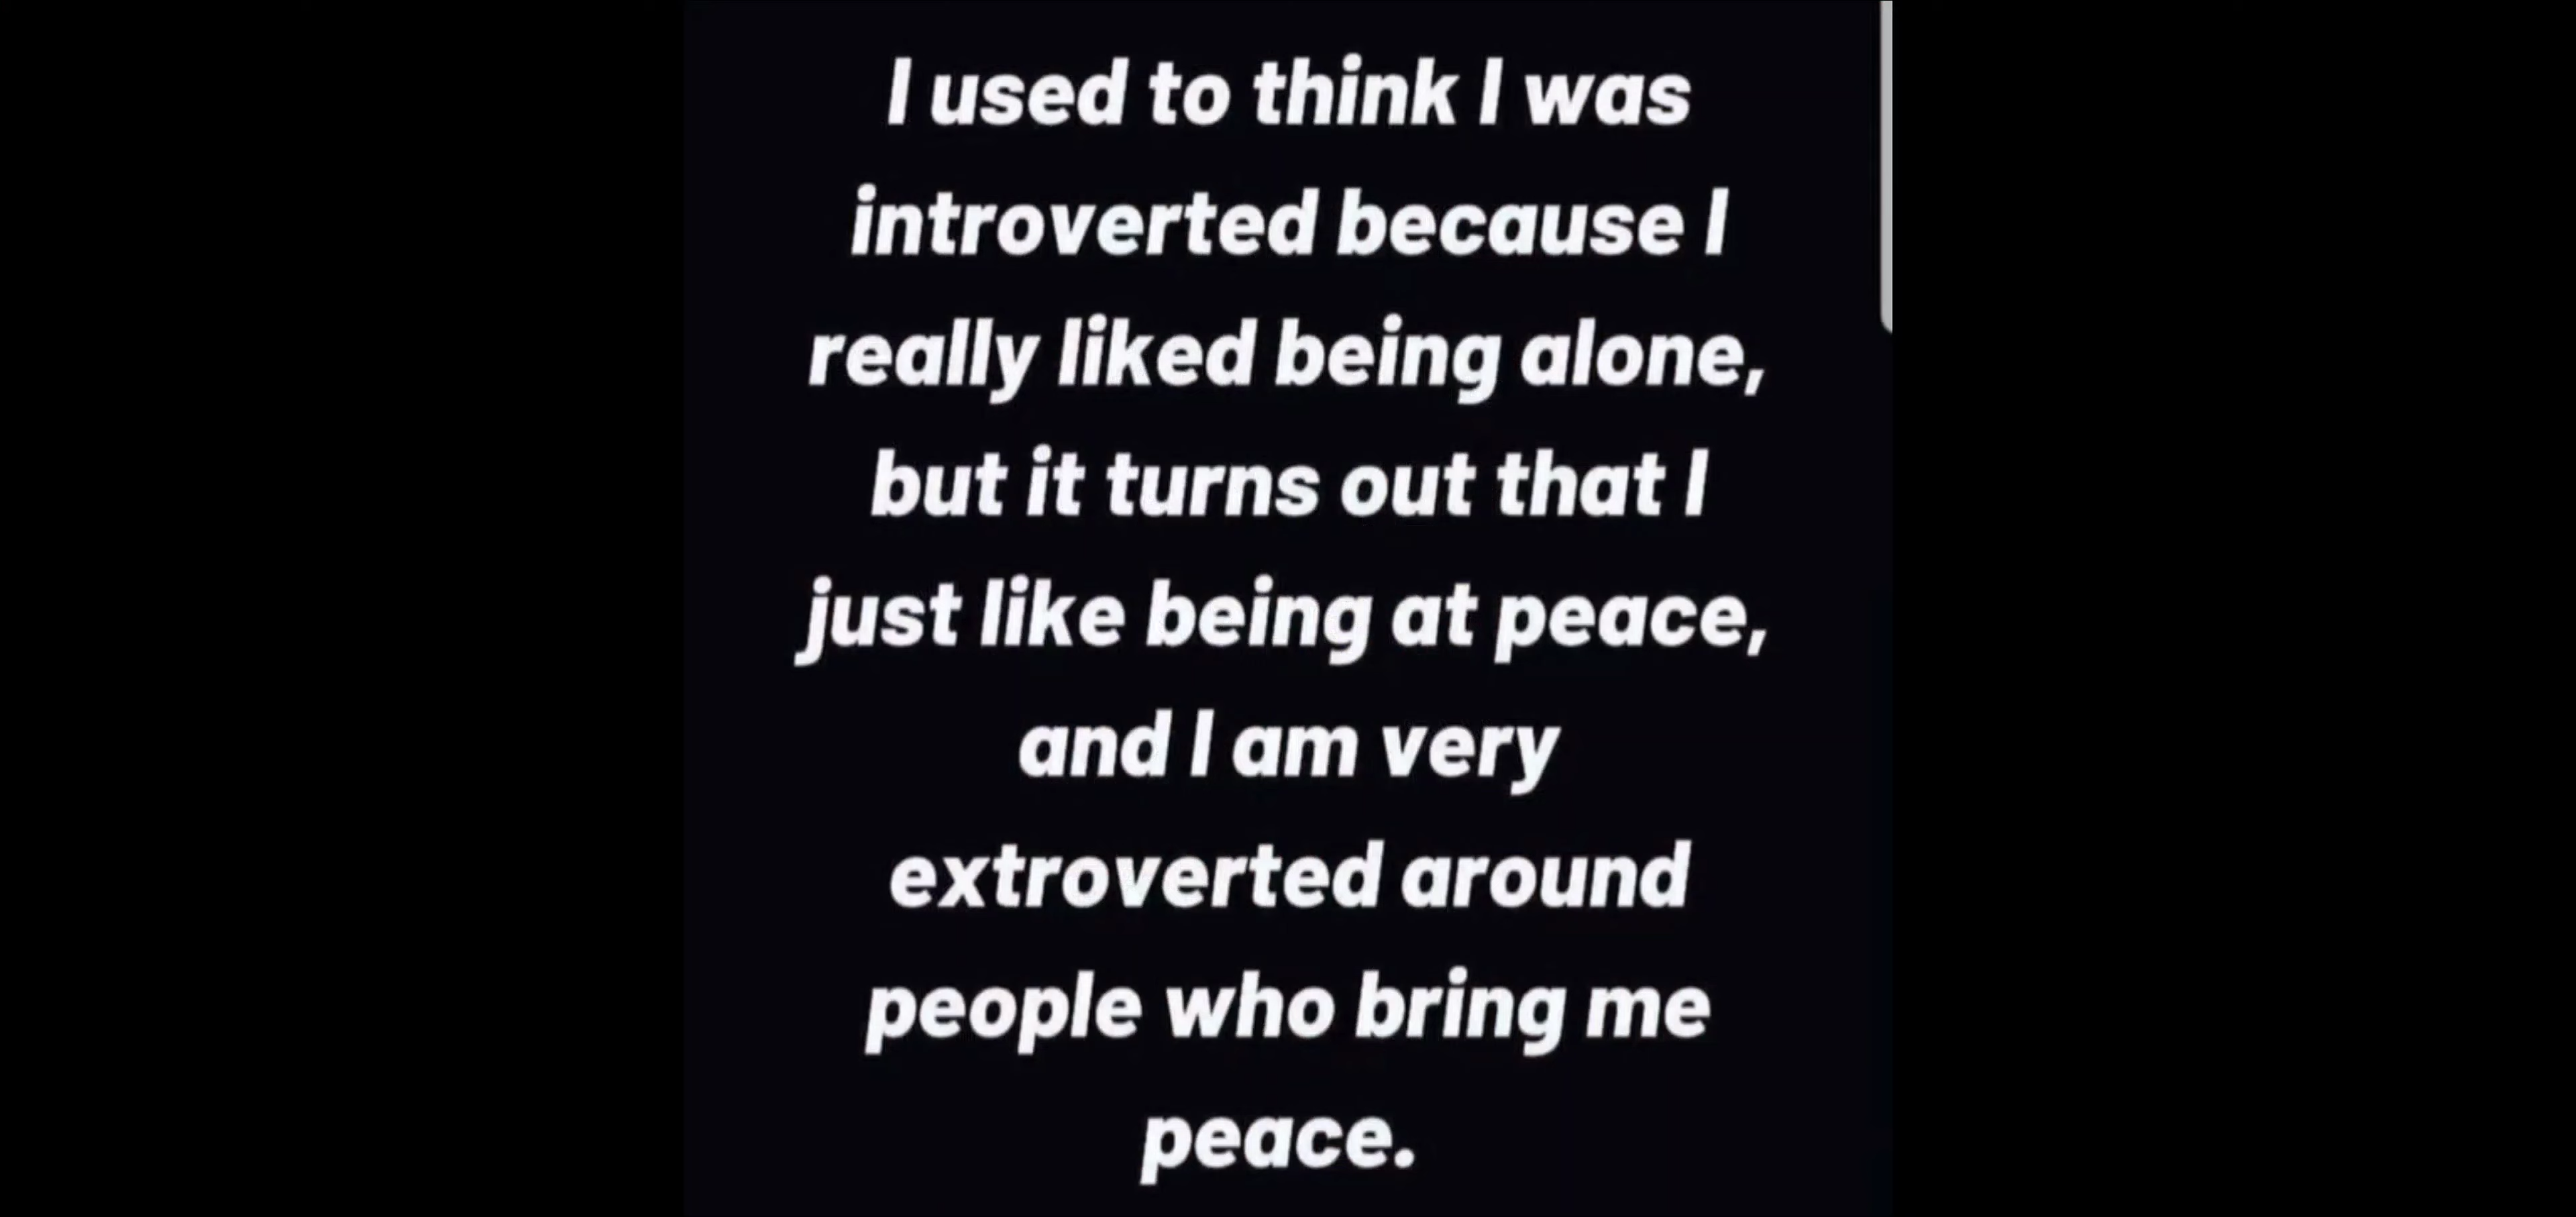 I used to think I was
introverted because I
really liked being alone,
but it turns out that I
just like being at peace,
and I am very
extroverted around
people who bring me
peace.